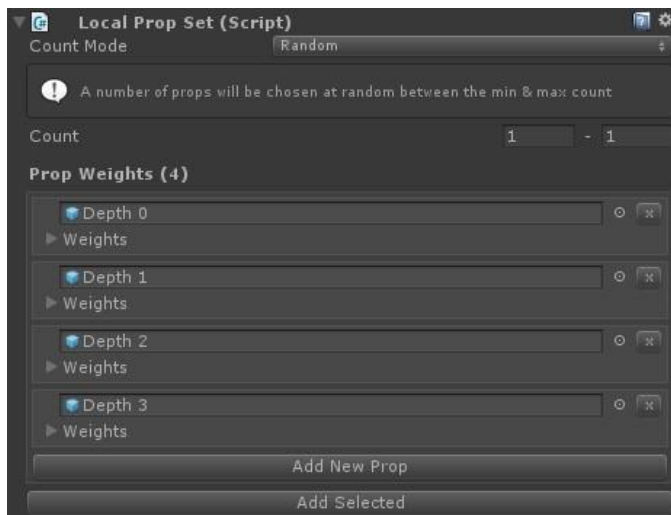 Local Prop Set (Script)
Count Mode Random
A number of props will be chosen at random between the min & max count
Count 1 - 1
Prop Weights (4)
Depth 0 x
Weights
Depth 1 x
Weights
Depth 2 x
Weights
Depth 3 x
Weights
Add New Prop
Add Selected